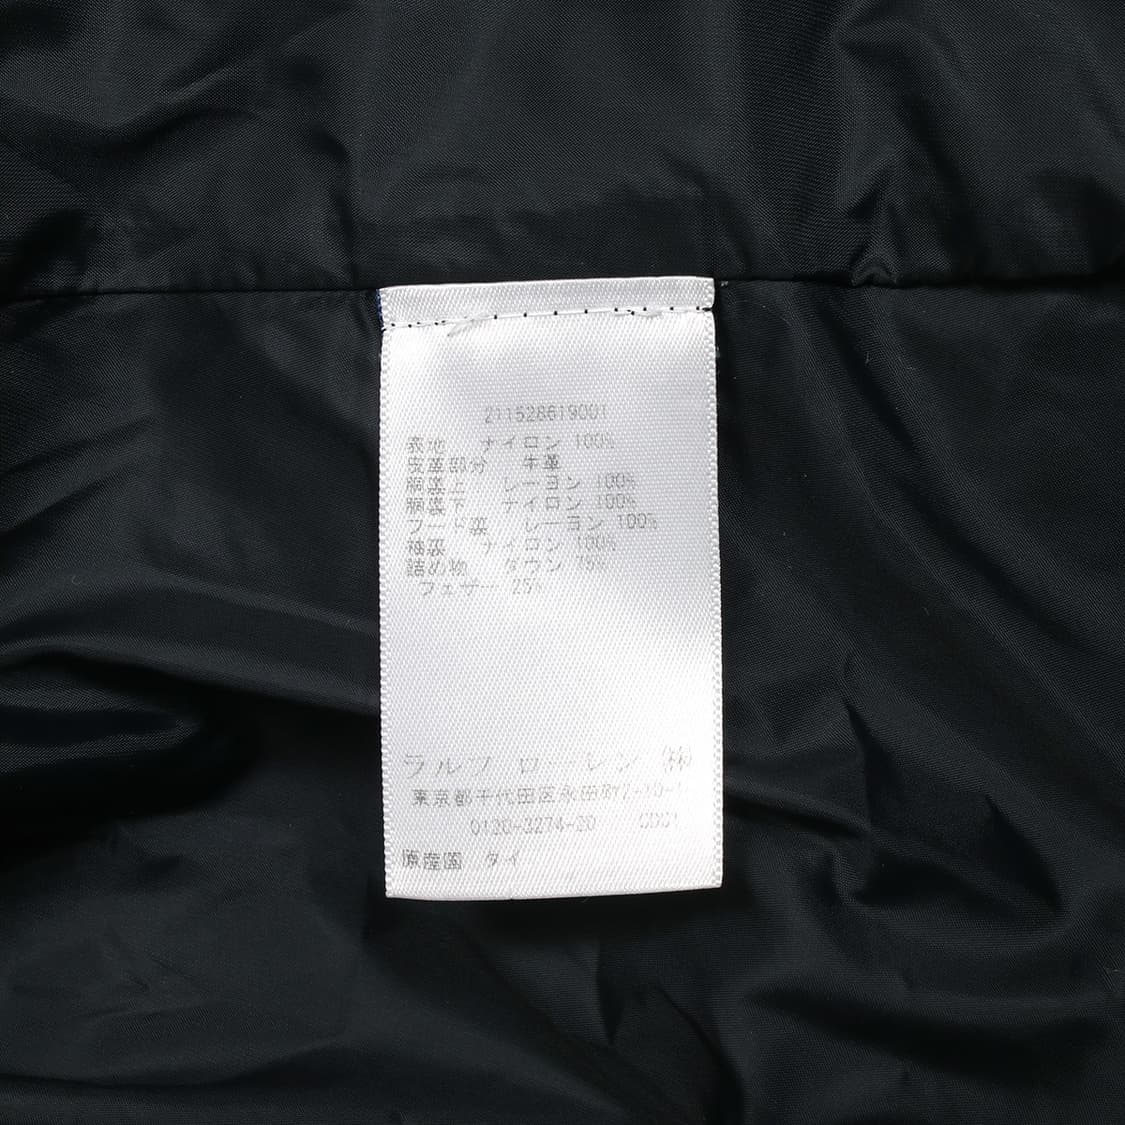 211528619001
表地　ナイロン 100%
皮革部分　牛革
胴裏上　レーヨン 100%
胴裏下　ナイロン 100%
フード裏　レーヨン 100%
袖裏　ナイロン 100%
詰め物　ダウン 75%
フェザー 25%
ラルフ ローレン ㈱
東京都千代田区永田町2-10-1
0120-3274-20
原産国 タイ